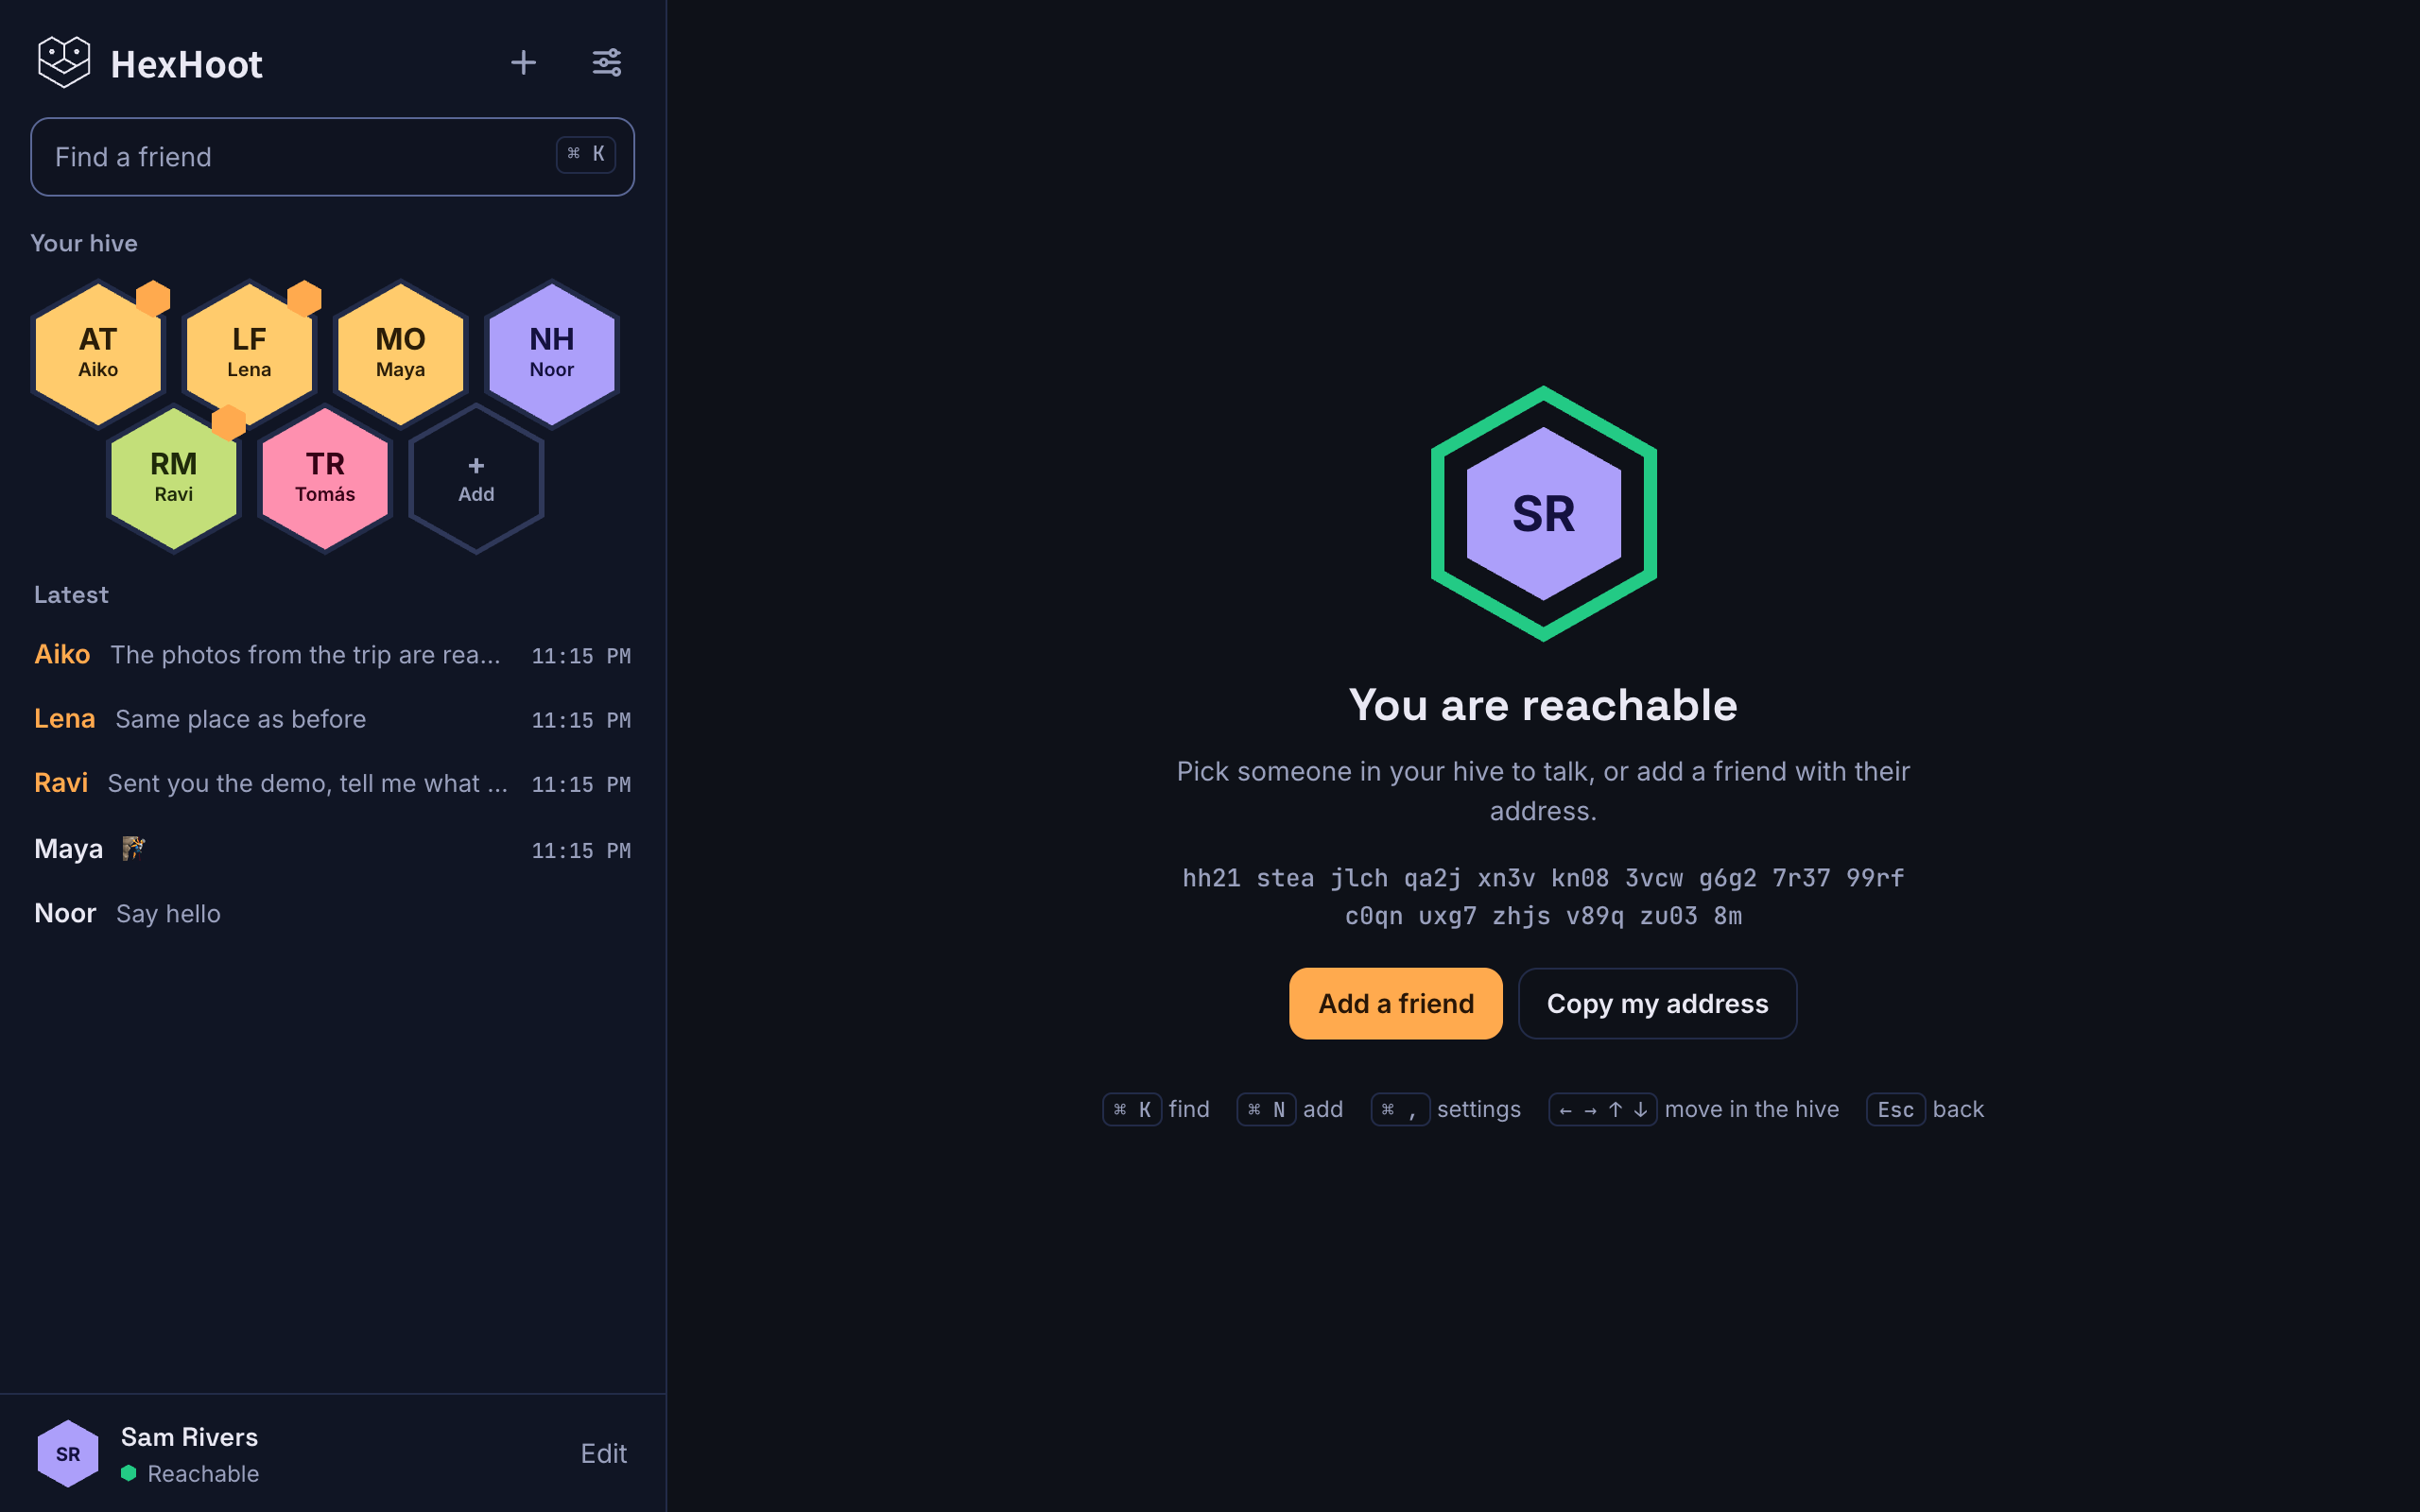 HexHoot
Find a friend ⌘ K
Your hive
AT
Aiko
LF
Lena
MO
Maya
NH
Noor
RM
Ravi
TR
Tomás
+
Add
Latest
Aiko The photos from the trip are rea... 11:15 PM
Lena Same place as before 11:15 PM
Ravi Sent you the demo, tell me what ... 11:15 PM
Maya 11:15 PM
Noor Say hello
SR
Sam Rivers
Reachable
Edit
SR
You are reachable
Pick someone in your hive to talk, or add a friend with their
address.
hh21 stea jlch qa2j xn3v kn08 3vcw g6g2 7r37 99rf
c0qn uxg7 zhjs v89q zu03 8m
Add a friend Copy my address
⌘ K find ⌘ N add ⌘ , settings ← → ↑ ↓ move in the hive Esc back